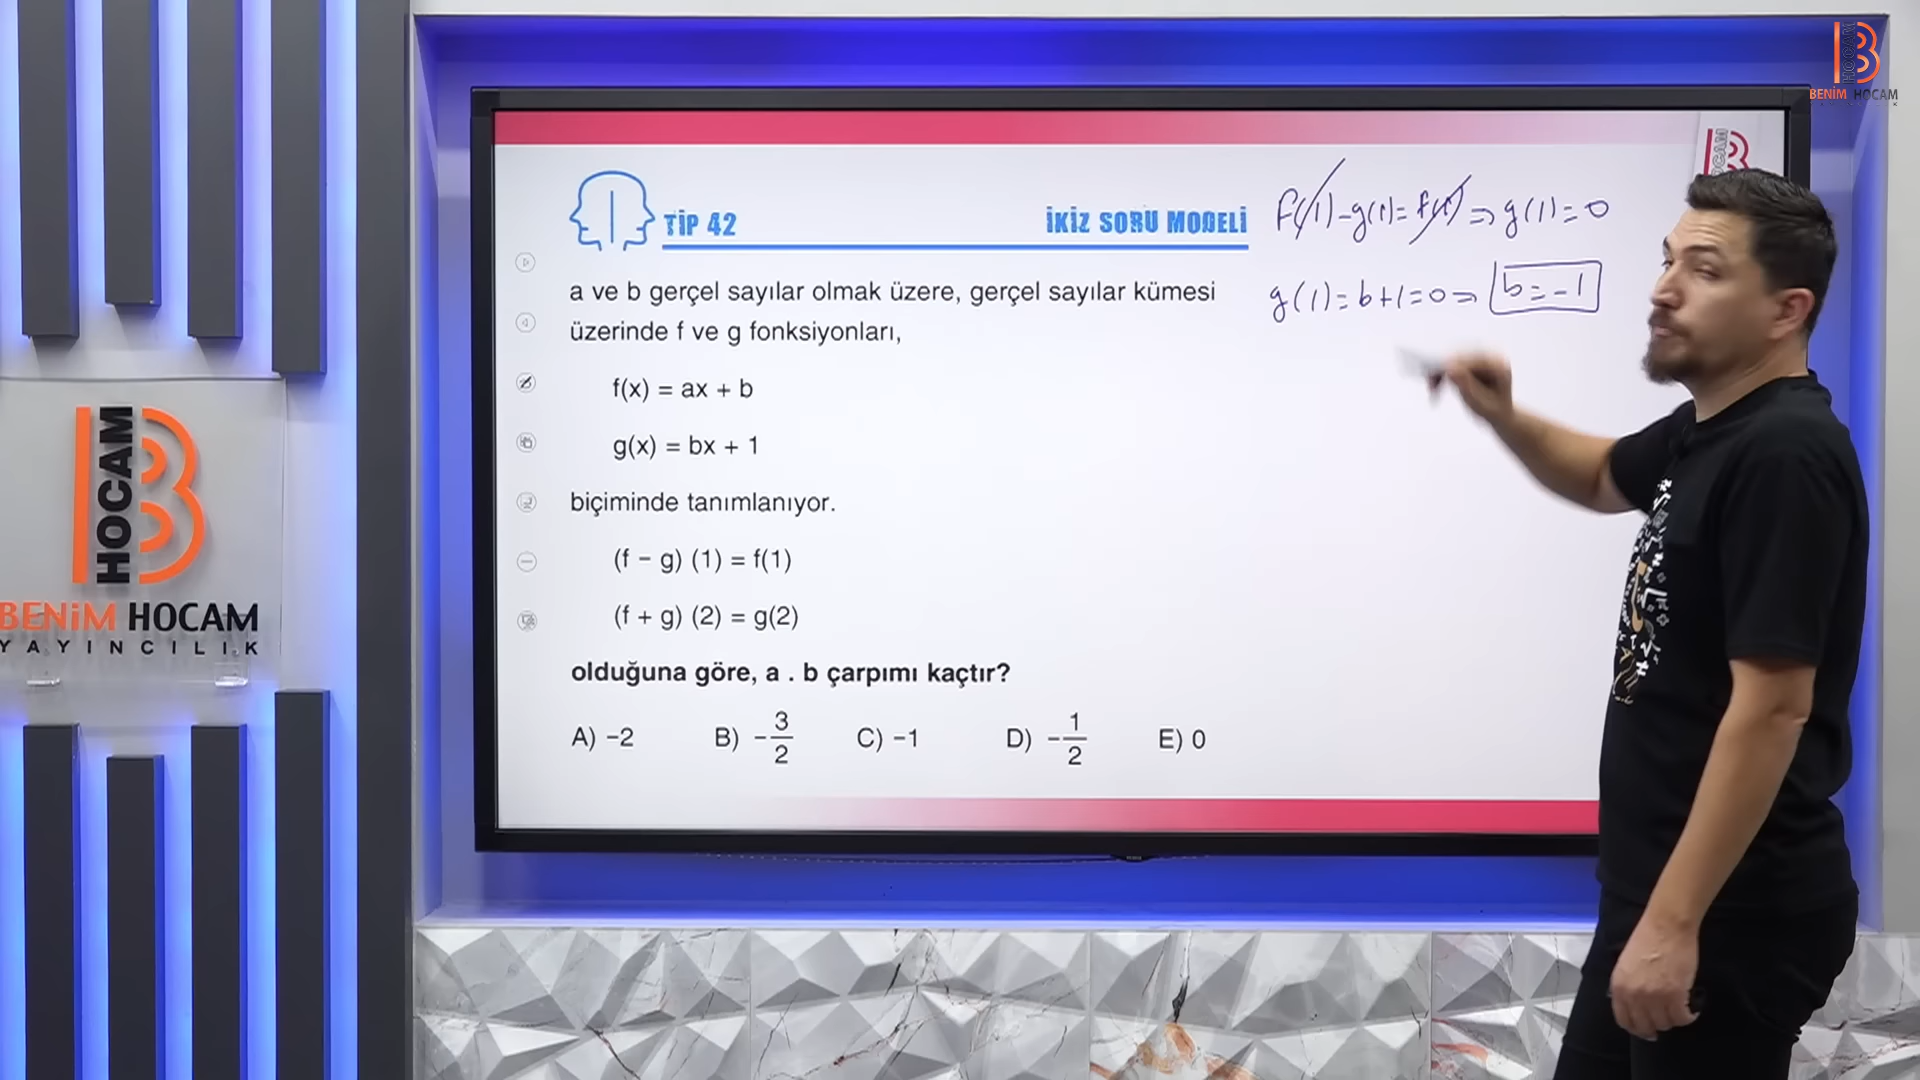 HOCAM
BENİM HOCAM
HOCAM
TİP 42
İKİZ SORU MODELİ
a ve b gerçel sayılar olmak üzere, gerçel sayılar kümesi
üzerinde f ve g fonksiyonları,
f(x) = ax + b
g(x) = bx + 1
biçiminde tanımlanıyor.
(f - g) (1) = f(1)
(f + g) (2) = g(2)
olduğuna göre, a . b çarpımı kaçtır?
A) -2 B) -3/2 C) -1 D) -1/2 E) 0
f(1) - g(1) = f(1) ⇒ g(1) = 0
g(1) = b + 1 = 0 ⇒ b = -1
HOCAM
BENİM HOCAM
YAYINCILIK